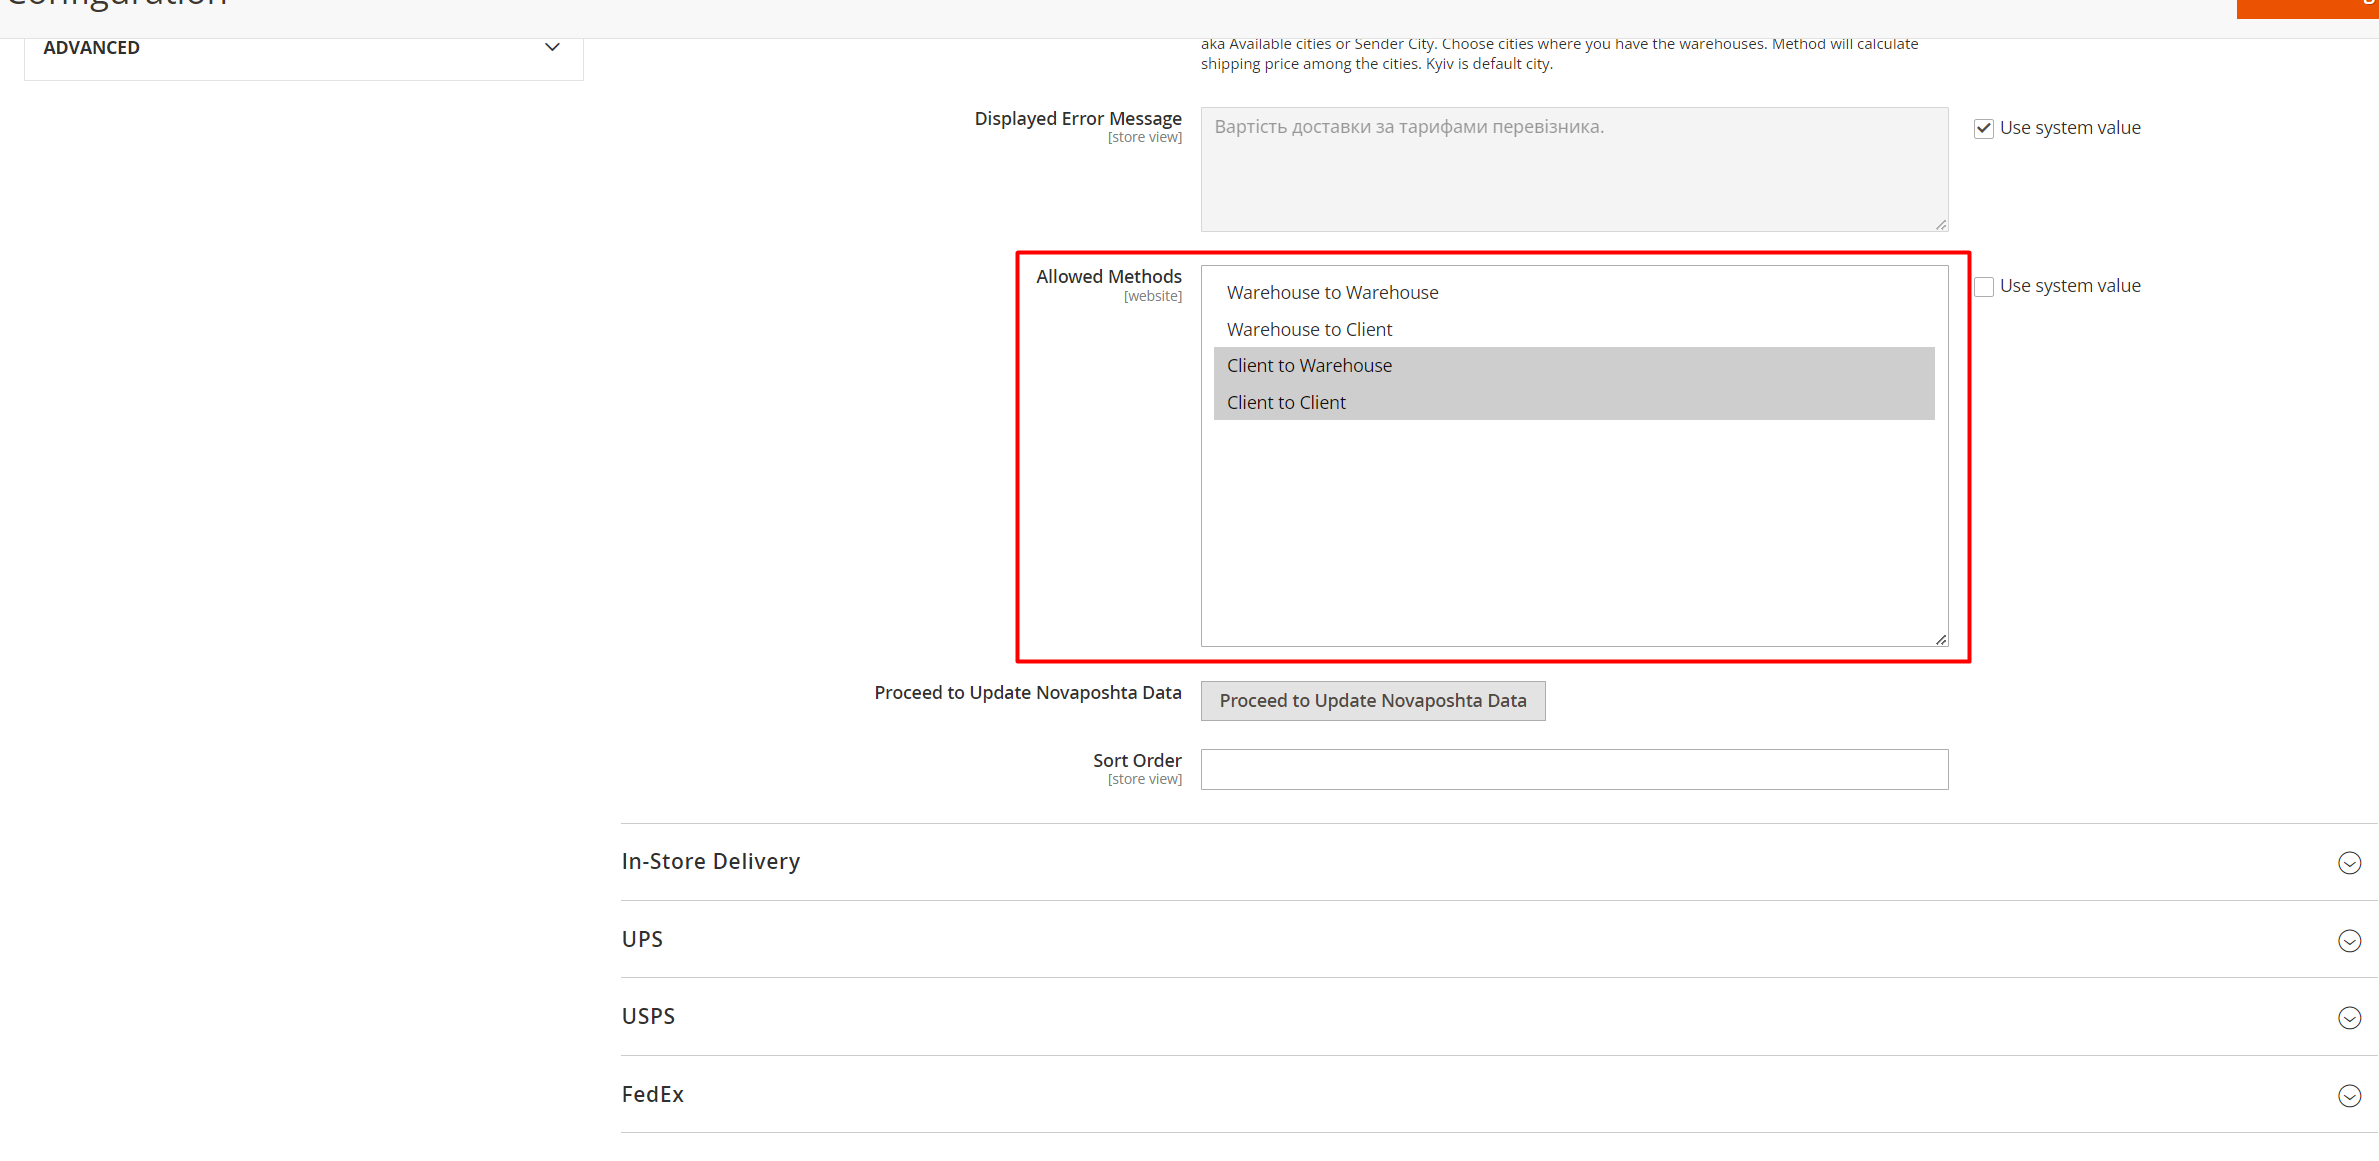 Configuration
ADVANCED
aka Available cities or Sender City. Choose cities where you have the warehouses. Method will calculate
shipping price among the cities. Kyiv is default city.
Displayed Error Message
[store view]
Вартість доставки за тарифами перевізника.
Use system value
Allowed Methods
[website]
Warehouse to Warehouse
Warehouse to Client
Client to Warehouse
Client to Client
Use system value
Proceed to Update Novaposhta Data
Proceed to Update Novaposhta Data
Sort Order
[store view]
In-Store Delivery
UPS
USPS
FedEx